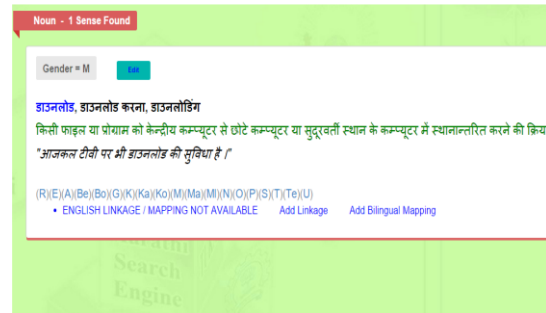 Noun - 1 Sense Found
Gender = M
Edit
डाउनलोड, डाउनलोड करना, डाउनलोडिंग
किसी फाइल या प्रोग्राम को केन्द्रीय कम्प्यूटर से छोटे कम्प्यूटर या सुदूरवर्ती स्थान के कम्प्यूटर में स्थानान्तरित करने की क्रिय
"आजकल टीवी पर भी डाउनलोड की सुविधा है ।"
(R)(E)(A)(Be)(Bo)(G)(K)(Ka)(Ko)(M)(Ma)(Ml)(N)(O)(P)(S)(T)(Te)(U)
• ENGLISH LINKAGE / MAPPING NOT AVAILABLE Add Linkage Add Bilingual Mapping
Search
Engine